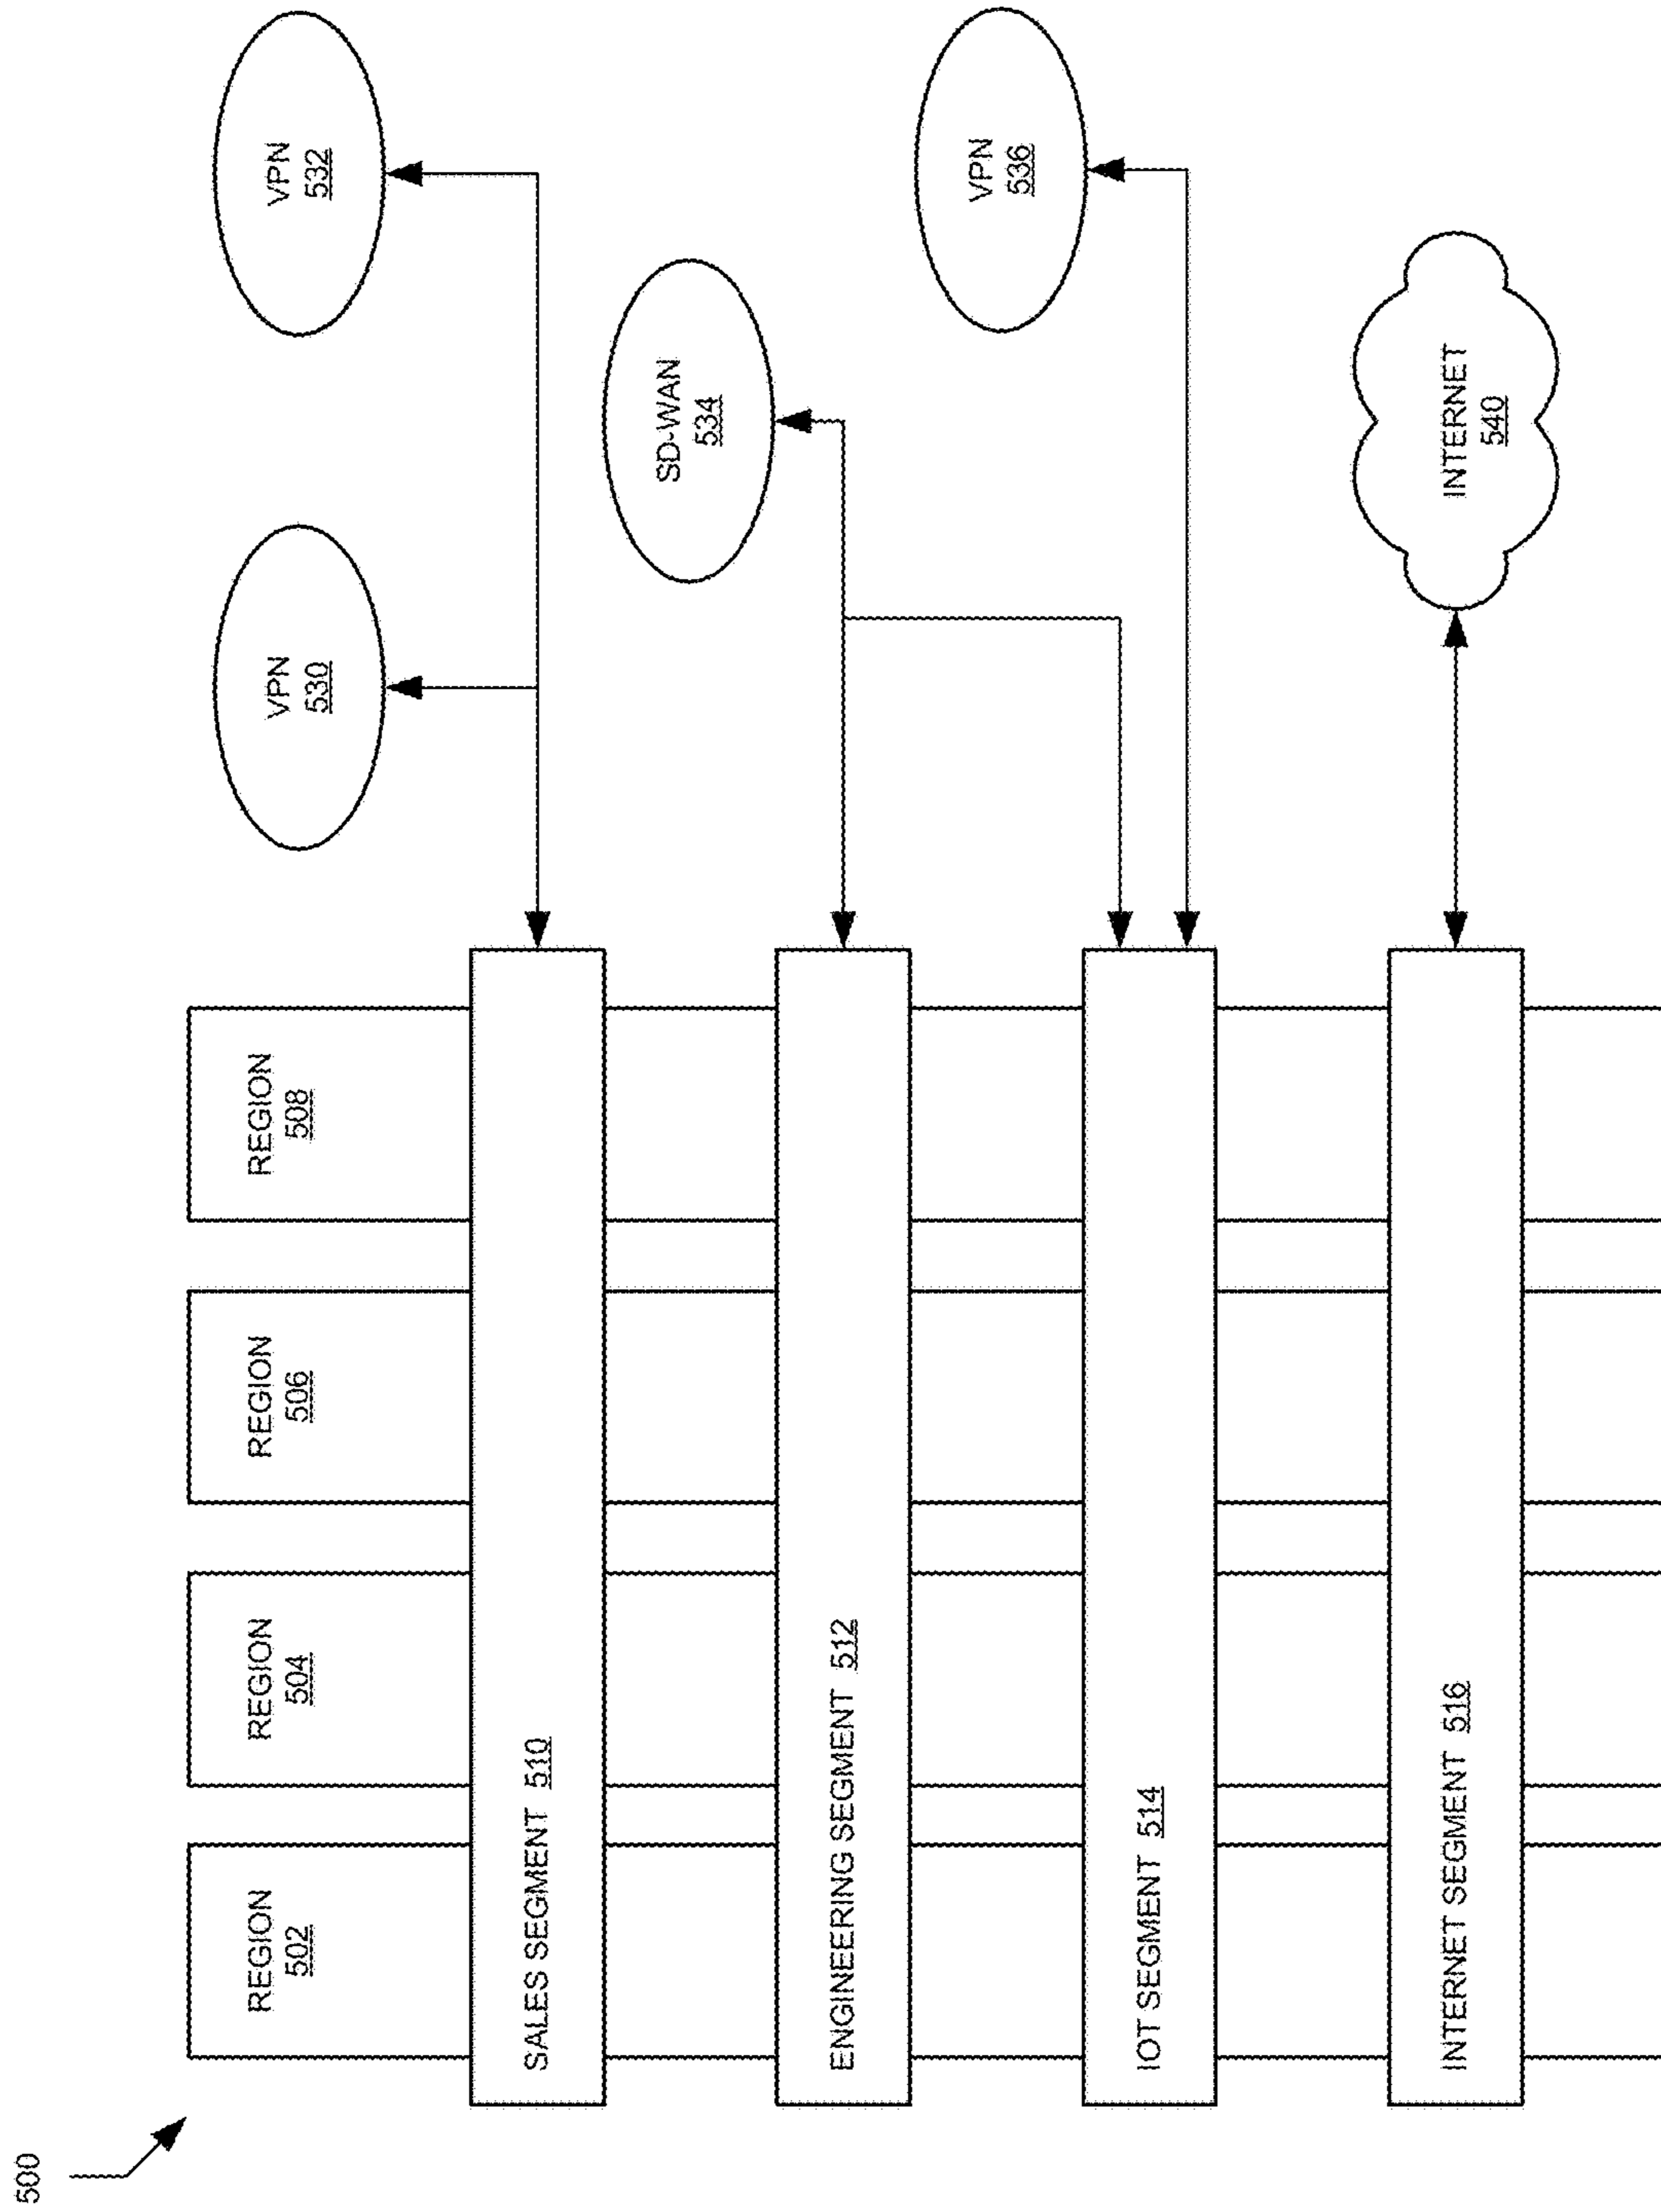 500
REGION
502
REGION
504
REGION
506
REGION
508
SALES SEGMENT 510
ENGINEERING SEGMENT 512
IOT SEGMENT 514
INTERNET SEGMENT 516
VPN
530
VPN
532
SD-WAN
534
VPN
536
INTERNET
540